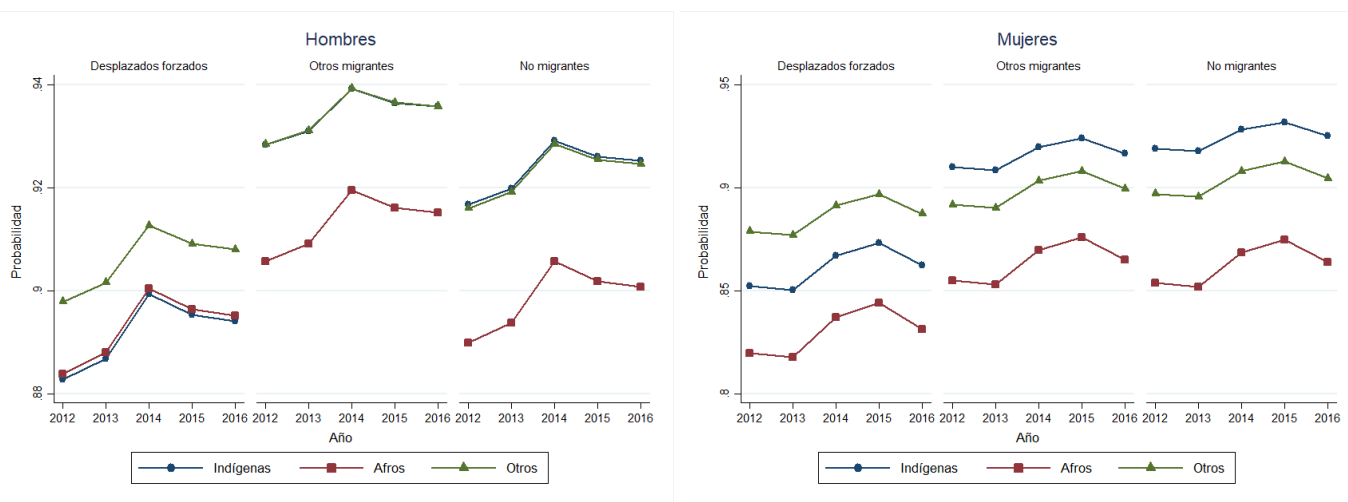 Hombres
Desplazados forzados Otros migrantes No migrantes
Probabilidad
.94
.92
.9
.88
2012 2013 2014 2015 2016 2012 2013 2014 2015 2016 2012 2013 2014 2015 2016
Año
Indígenas Afros Otros
Mujeres
Desplazados forzados Otros migrantes No migrantes
Probabilidad
.95
.9
.85
.8
2012 2013 2014 2015 2016 2012 2013 2014 2015 2016 2012 2013 2014 2015 2016
Año
Indígenas Afros Otros